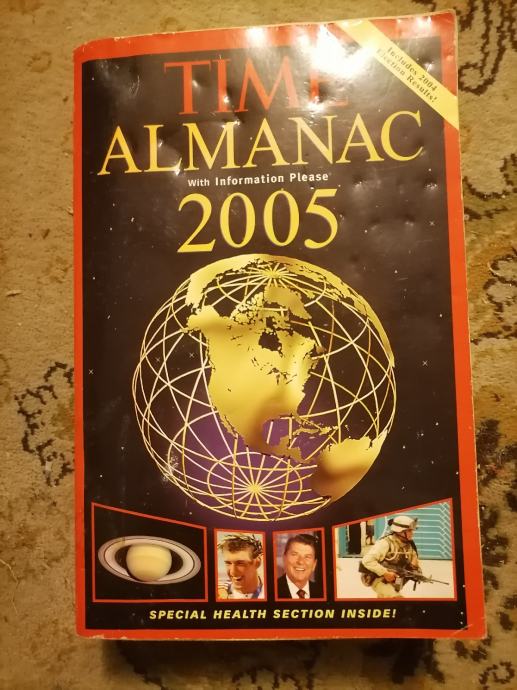 Includes 2004
Election Results!
TIME
ALMANAC
With Information Please
2005
SPECIAL HEALTH SECTION INSIDE!